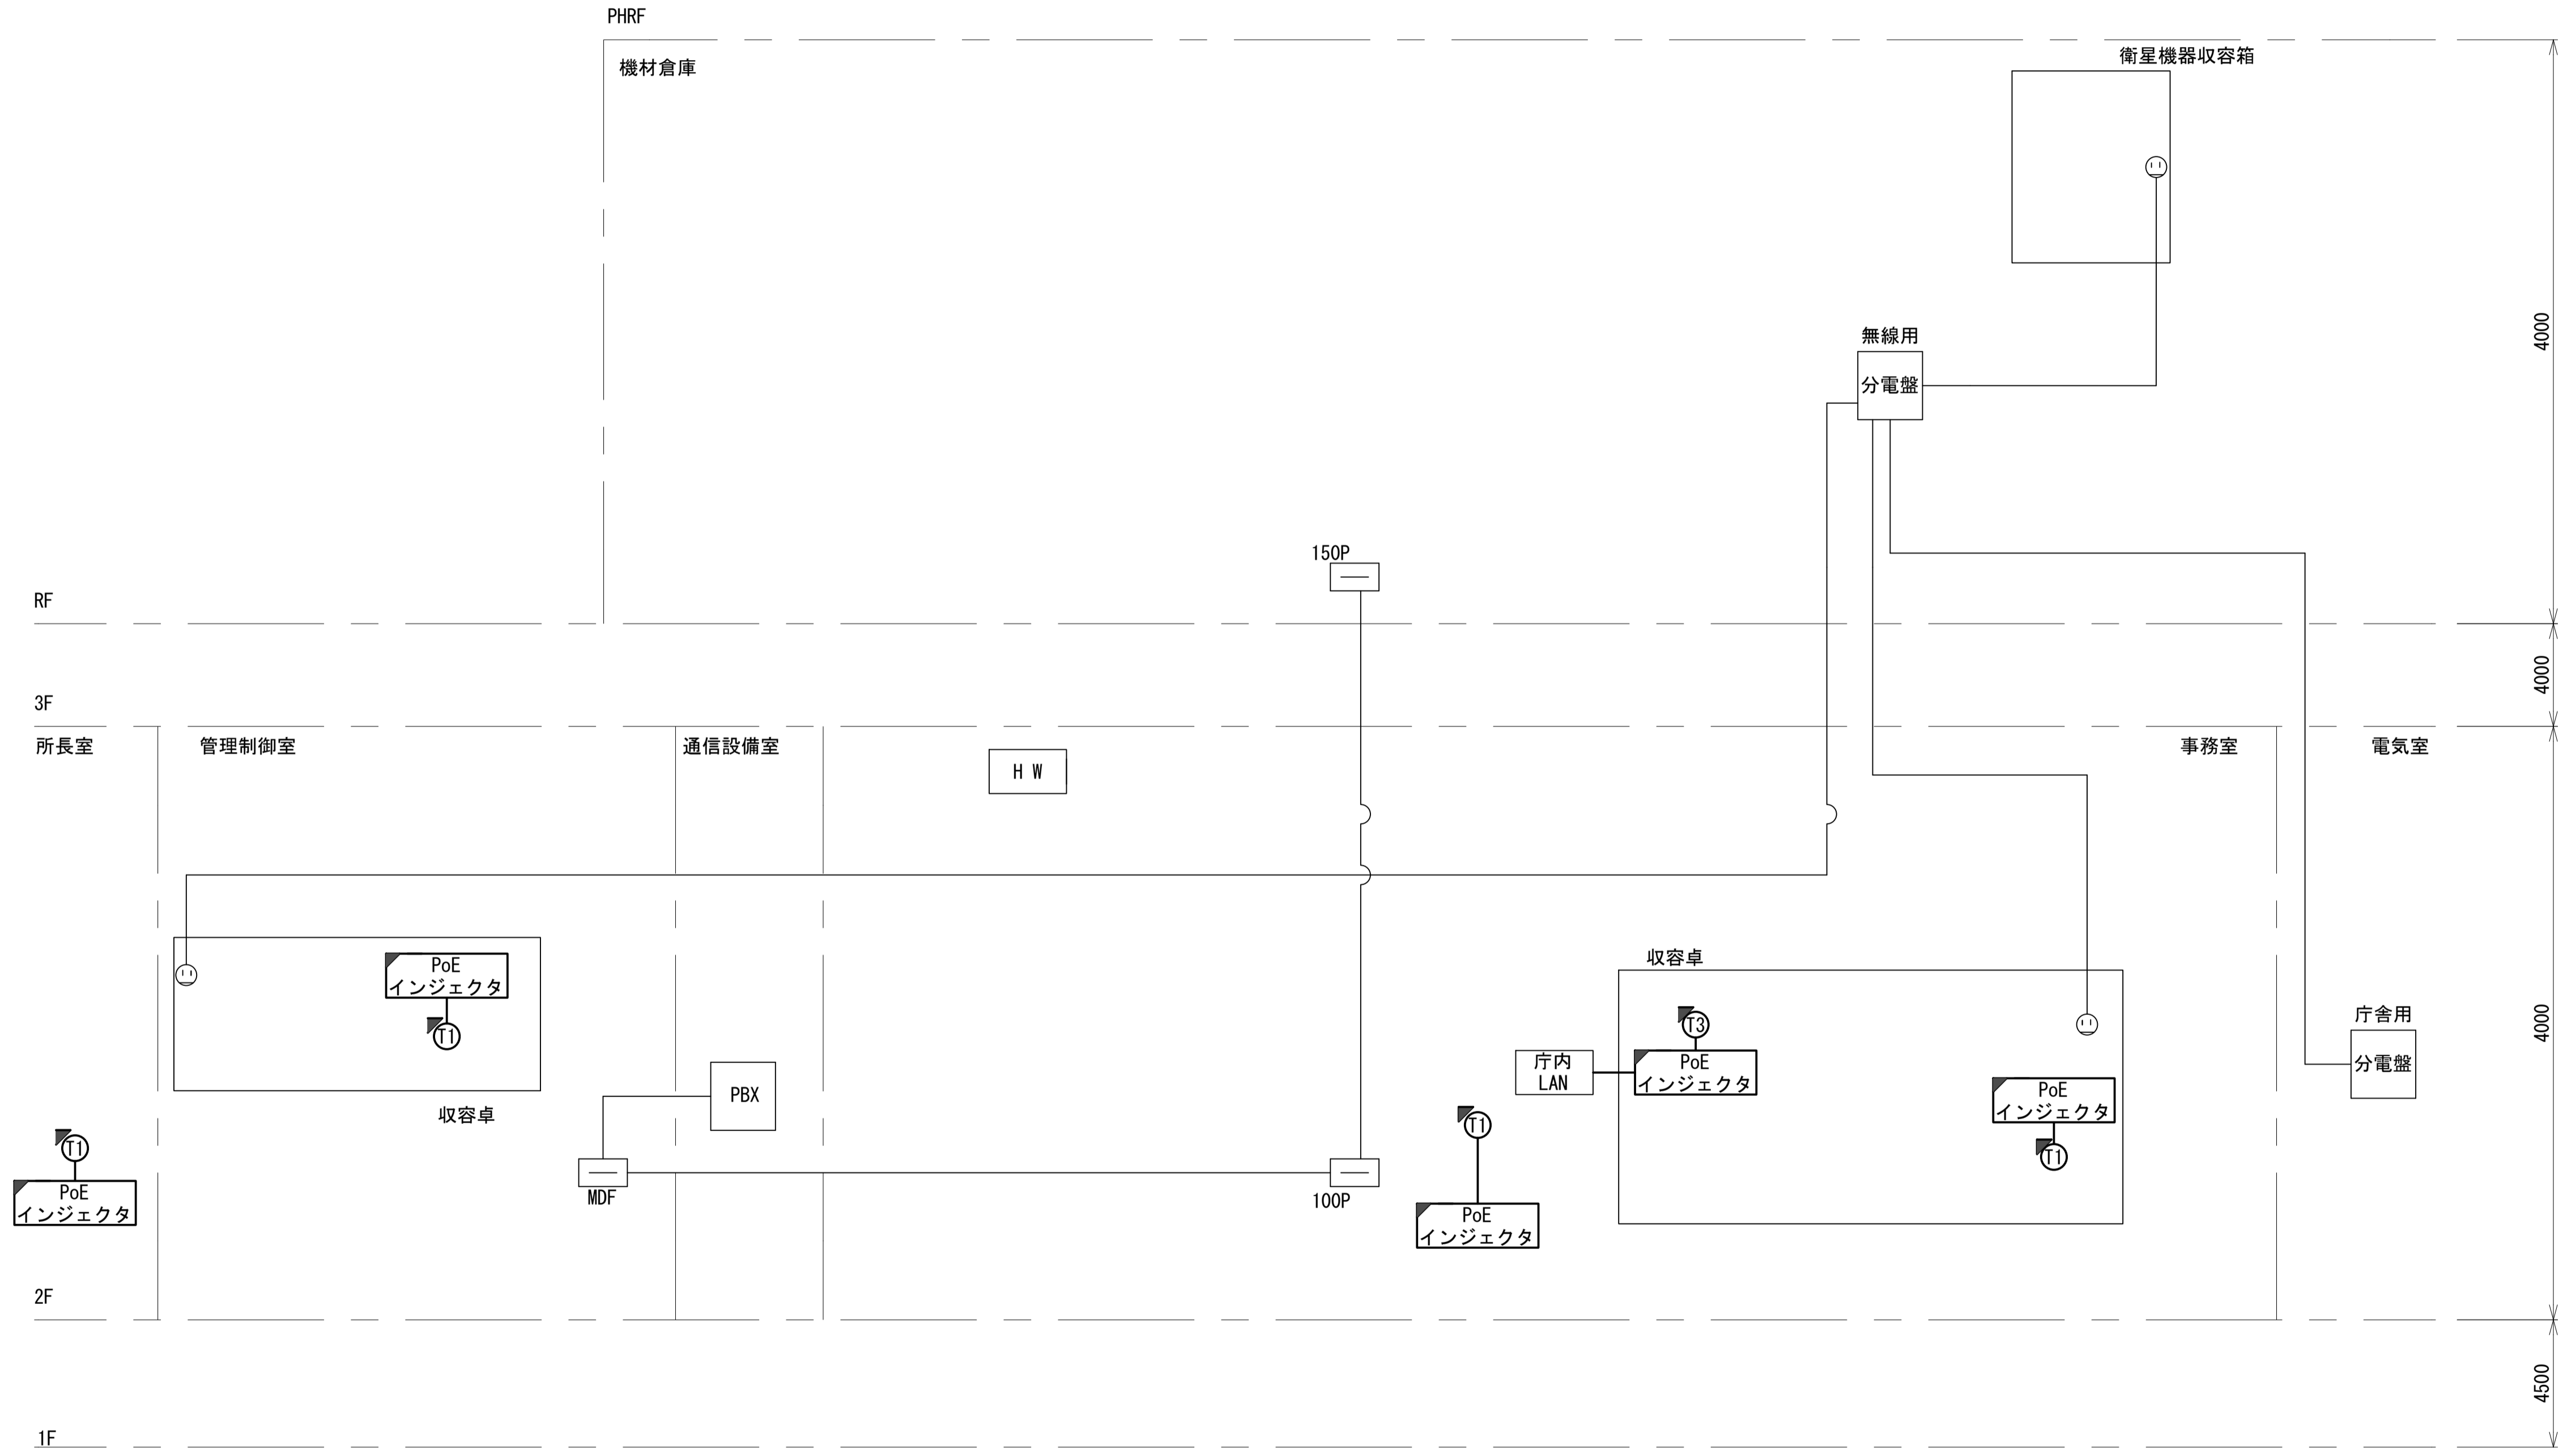 PHRF
機材倉庫
衛星機器収容箱
4000
無線用
分電盤
150P
RF
4000
3F
所長室
管理制御室
通信設備室
事務室
電気室
H W
収容卓
PoE
インジェクタ
T1
収容卓
T3
庁内
LAN
PoE
インジェクタ
PoE
インジェクタ
T1
庁舎用
分電盤
4000
PBX
MDF
100P
T1
PoE
インジェクタ
T1
PoE
インジェクタ
2F
4500
1F